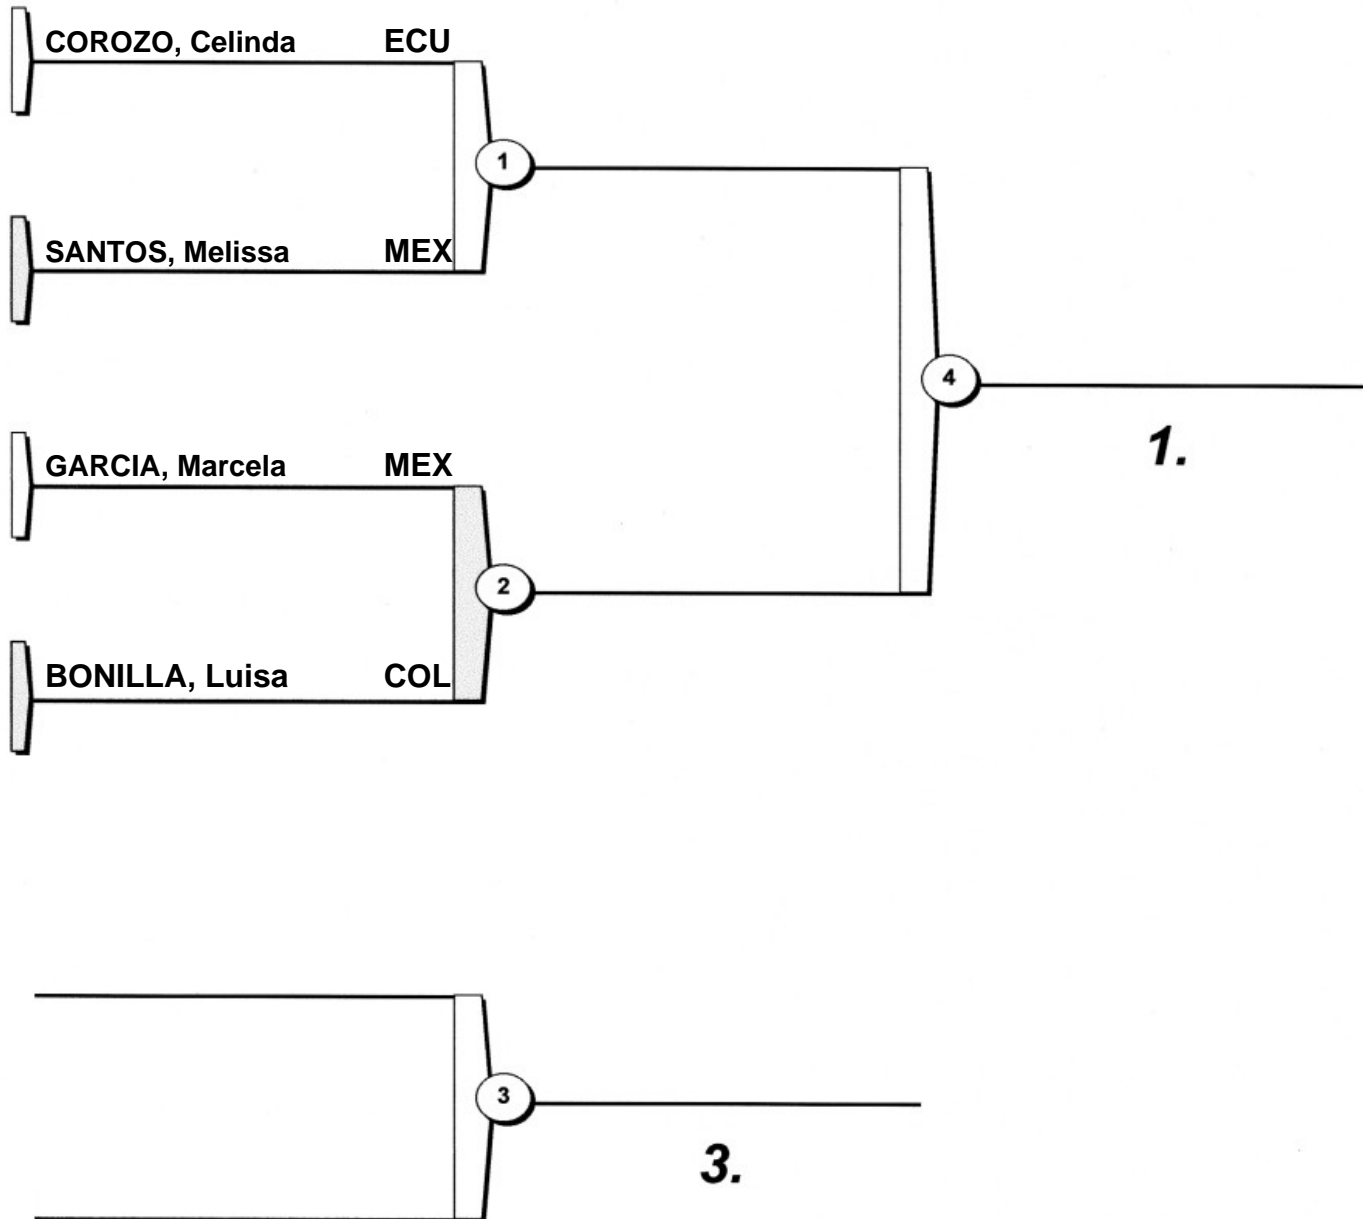 COROZO, Celinda ECU
1
SANTOS, Melissa MEX
4
1.
GARCIA, Marcela MEX
2
BONILLA, Luisa COL
3
3.